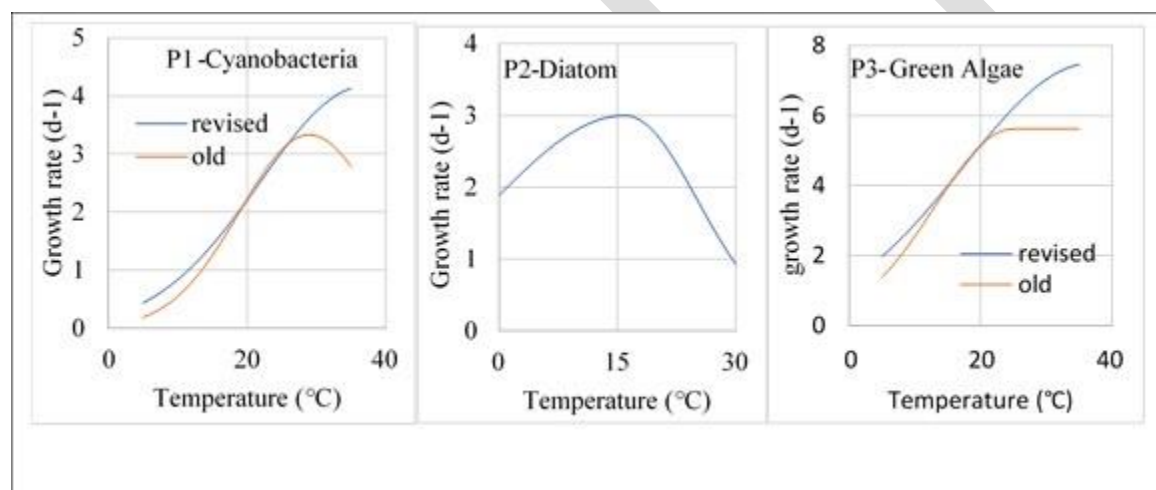 P1-Cyanobacteria
5
4
3
2
1
0
0
20
40
revised
old
Growth rate (d-1)
Temperature (°C)
P2-Diatom
4
3
2
1
0
0
15
30
Growth rate (d-1)
Temperature (°C)
P3- Green Algae
8
6
4
2
0
0
20
40
revised
old
growth rate (d-1)
Temperature (℃)